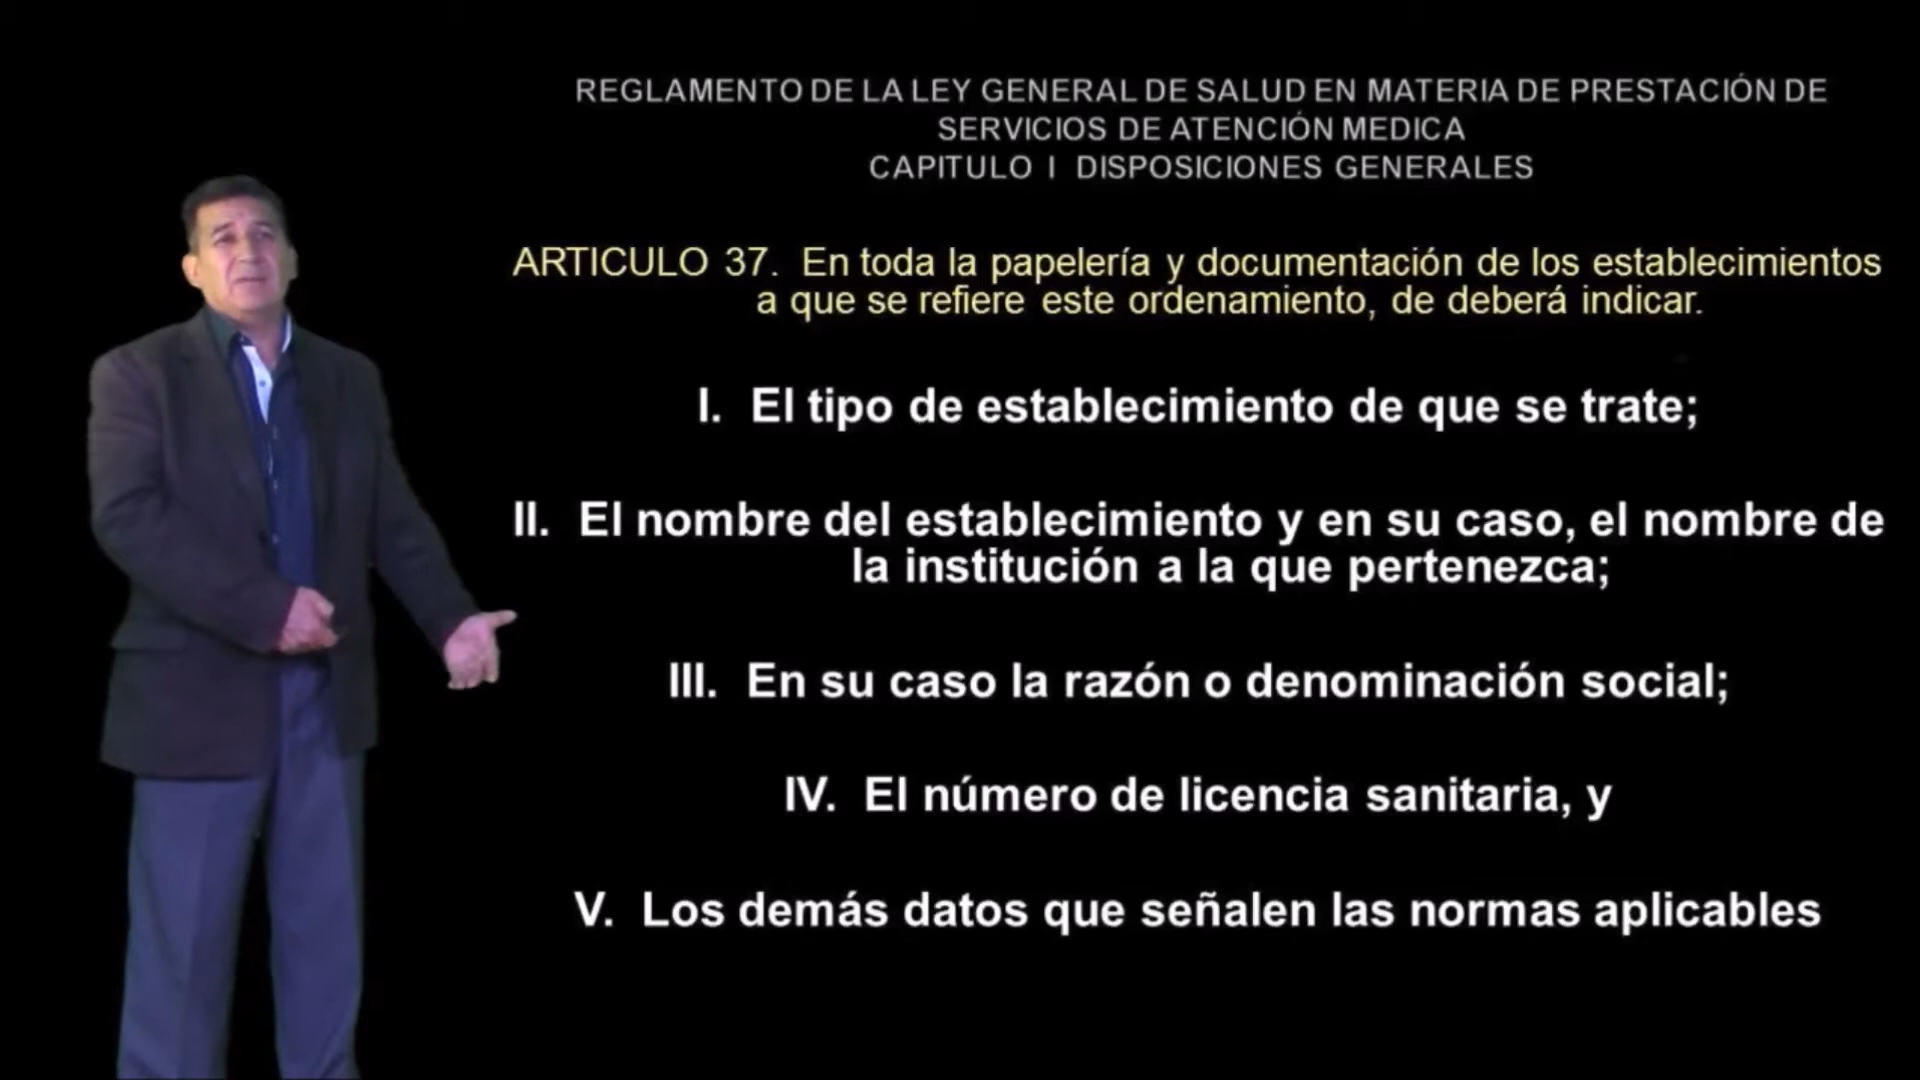 REGLAMENTO DE LA LEY GENERAL DE SALUD EN MATERIA DE PRESTACIÓN DE
SERVICIOS DE ATENCIÓN MEDICA
CAPITULO I DISPOSICIONES GENERALES
ARTICULO 37. En toda la papelería y documentación de los establecimientos
a que se refiere este ordenamiento, de deberá indicar.
I. El tipo de establecimiento de que se trate;
II. El nombre del establecimiento y en su caso, el nombre de
la institución a la que pertenezca;
III. En su caso la razón o denominación social;
IV. El número de licencia sanitaria, y
V. Los demás datos que señalen las normas aplicables